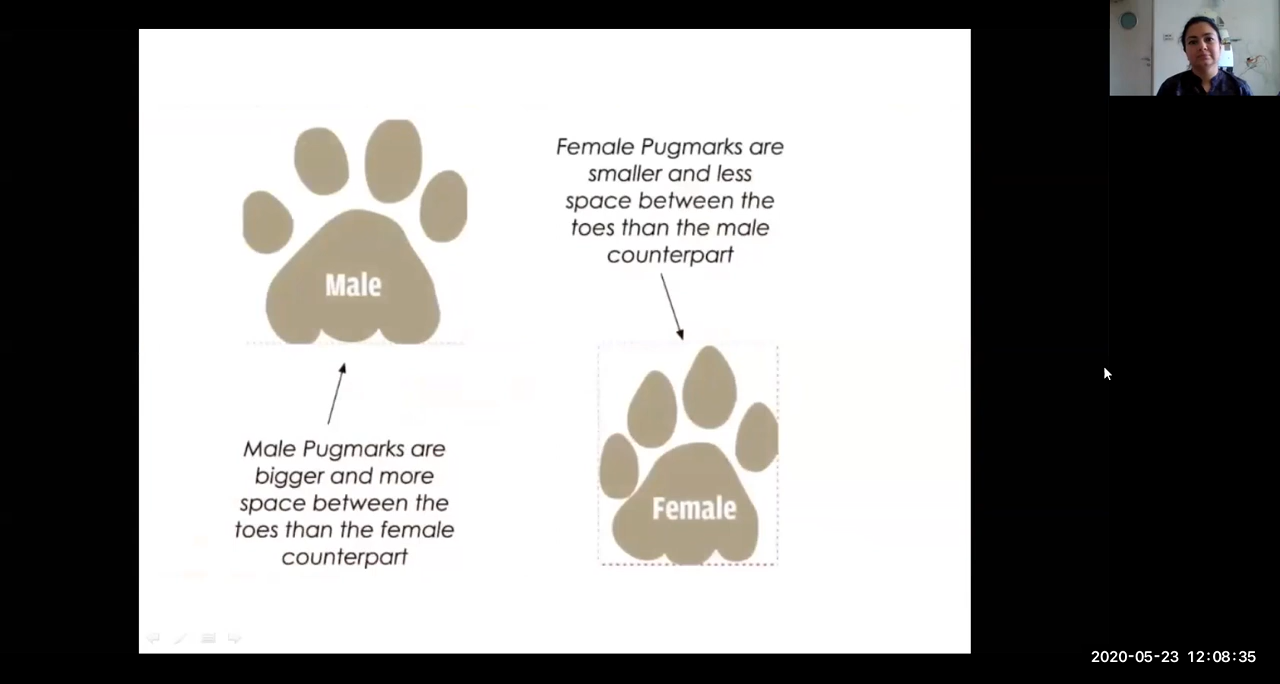 Male
Male Pugmarks are
bigger and more
space between the
toes than the female
counterpart
Female Pugmarks are
smaller and less
space between the
toes than the male
counterpart
Female
2020-05-23 12:08:35